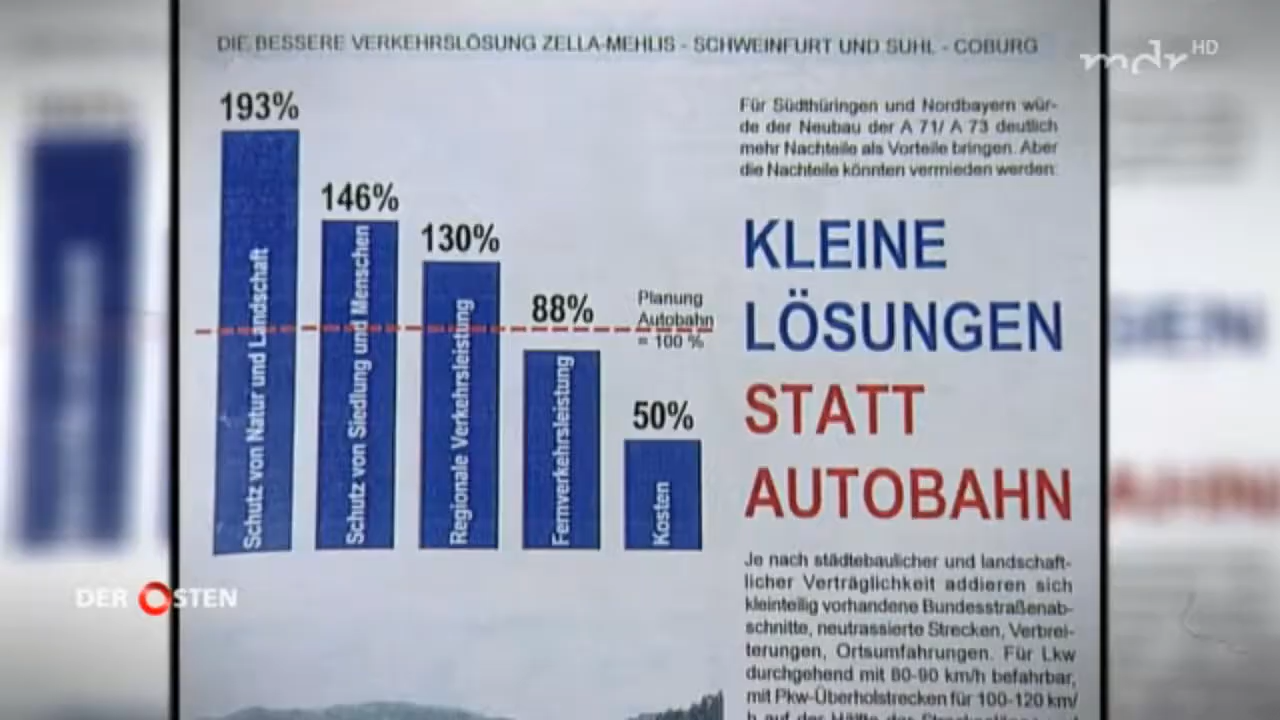 DIE BESSERE VERKEHRSLÖSUNG ZELLA-MEHLIS - SCHWEINFURT UND SUHL - COBURG
mdr HD
193%
146%
130%
88%
50%
Schutz von Natur und Landschaft
Schutz von Siedlung und Menschen
Regionale Verkehrsleistung
Fernverkehrsleistung
Kosten
Planung
Autobahn
= 100 %
Für Südthüringen und Nordbayern wür-
de der Neubau der A 71/ A 73 deutlich
mehr Nachteile als Vorteile bringen. Aber
die Nachteile könnten vermieden werden:
KLEINE
LÖSUNGEN
STATT
AUTOBAHN
Je nach städtebaulicher und landschaft-
licher Verträglichkeit addieren sich
kleinteilig vorhandene Bundesstraßenab-
schnitte, neutrassierte Strecken, Verbrei-
terungen, Ortsumfahrungen. Für Lkw
durchgehend mit 80-90 km/h befahrbar,
mit Pkw-Überholstrecken für 100-120 km/
h auf der Hälfte der
DER OSTEN